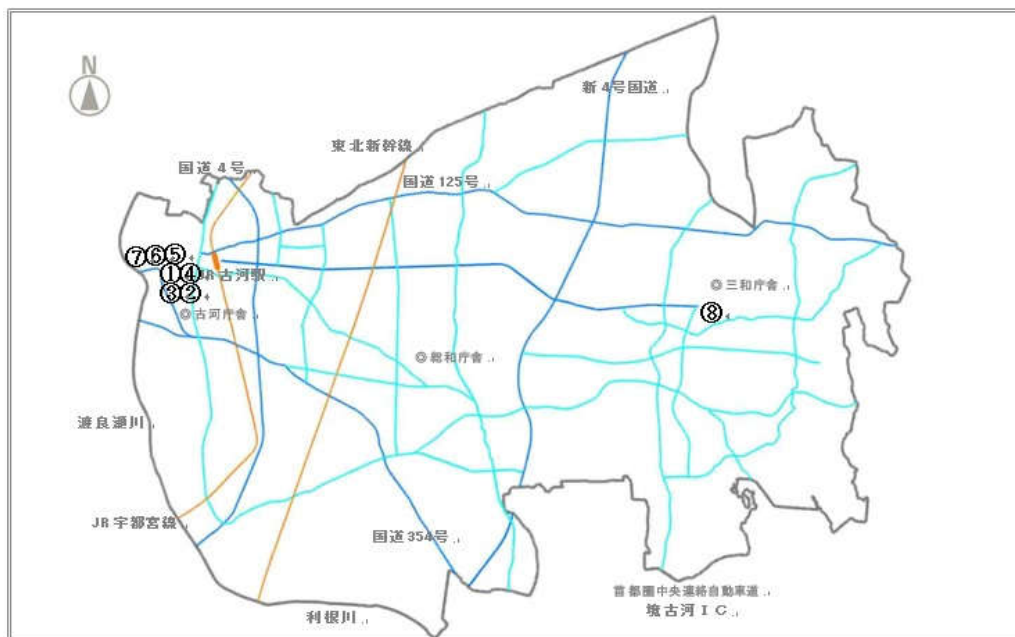 N
新4号国道
東北新幹線
国道4号
国道125号
⑦⑥⑤
①④JR古河駅
③②
◎三和庁舎
⑧
◎古河庁舎
◎総和庁舎
渡良瀬川
JR宇都宮線
国道354号
首都圏中央連絡自動車道
境古河IC
利根川